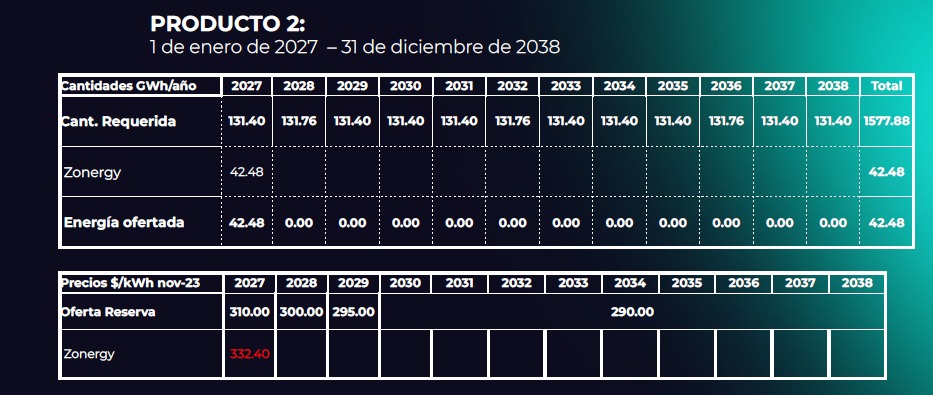 PRODUCTO 2:
1 de enero de 2027 – 31 de diciembre de 2038
Cantidades GWh/año 2027 2028 2029 2030 2031 2032 2033 2034 2035 2036 2037 2038 Total
Cant. Requerida 131.40 131.76 131.40 131.40 131.40 131.76 131.40 131.40 131.40 131.76 131.40 131.40 1577.88
Zonergy 42.48 42.48
Energía ofertada 42.48 0.00 0.00 0.00 0.00 0.00 0.00 0.00 0.00 0.00 0.00 0.00 42.48
Precios $/kWh nov-23 2027 2028 2029 2030 2031 2032 2033 2034 2035 2036 2037 2038
Oferta Reserva 310.00 300.00 295.00 290.00
Zonergy 332.40